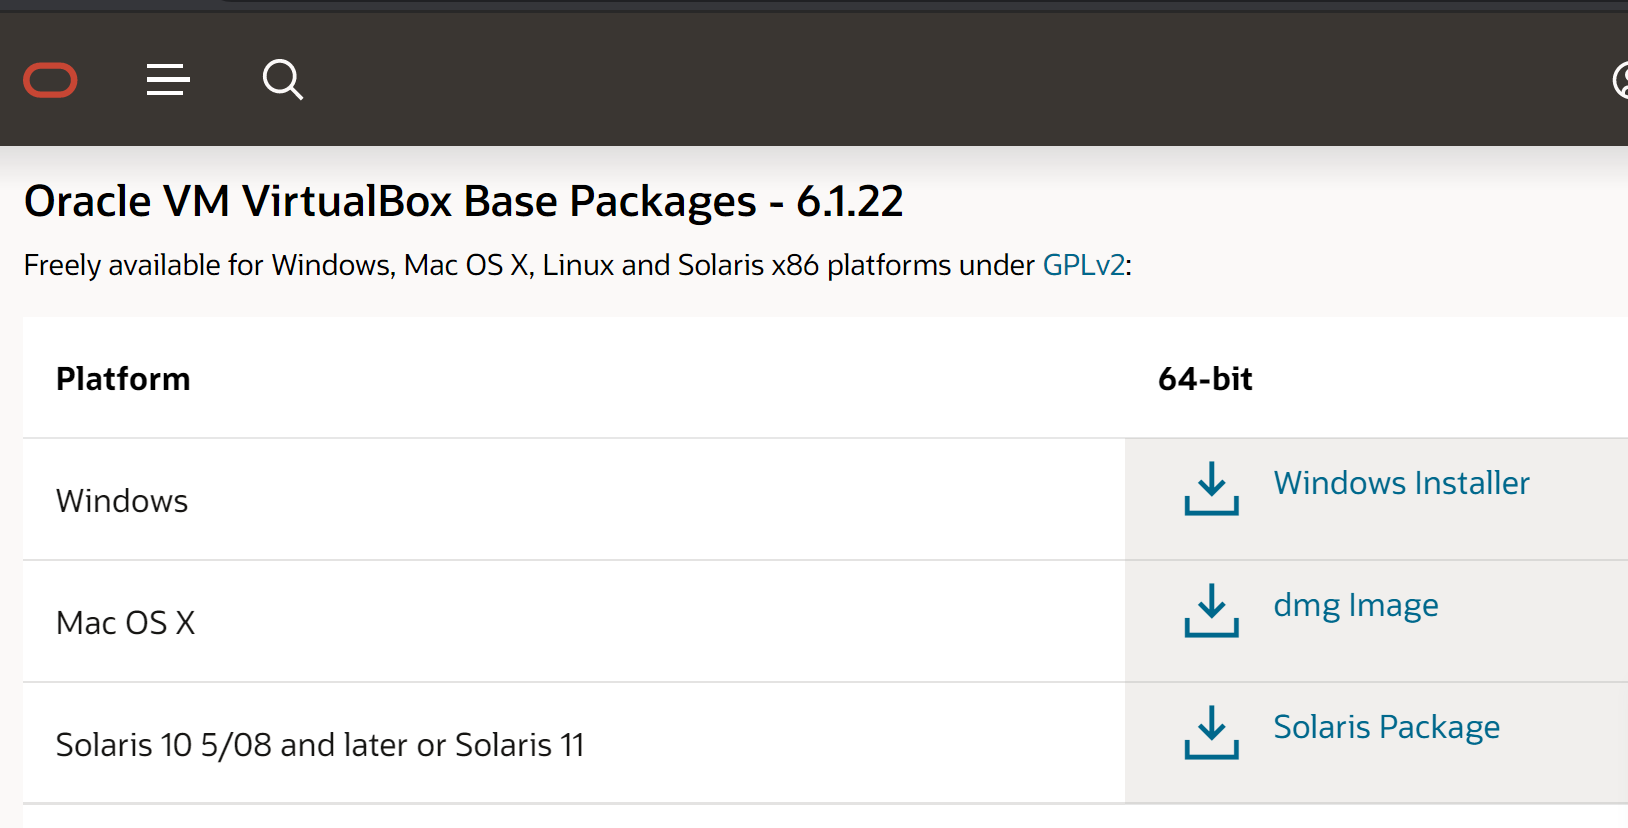 Oracle VM VirtualBox Base Packages - 6.1.22
Freely available for Windows, Mac OS X, Linux and Solaris x86 platforms under GPLv2:
Platform
64-bit
Windows
Windows Installer
Mac OS X
dmg Image
Solaris 10 5/08 and later or Solaris 11
Solaris Package